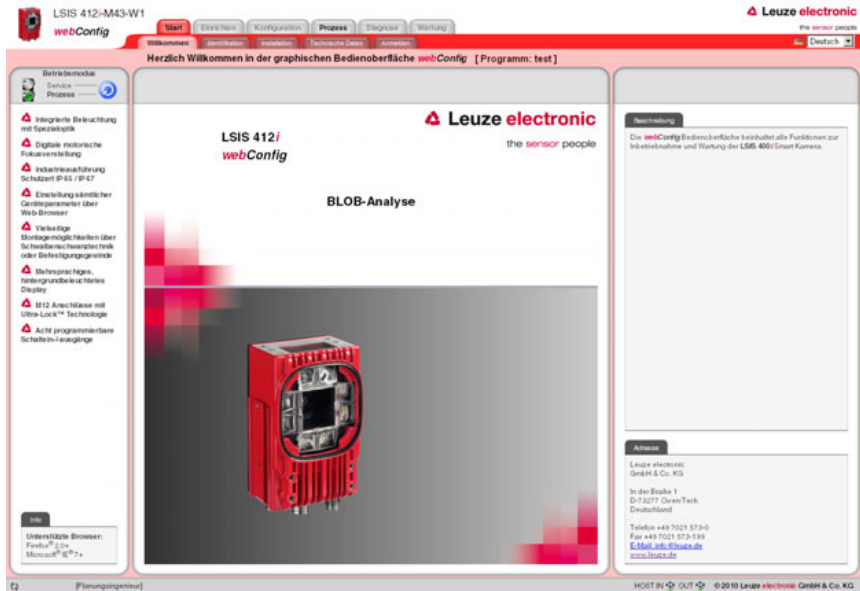 LSIS 412i-M43-W1
webConfig
Leuze electronic
the sensor people
Start Einrichten Konfiguration Prozess Diagnose Wartung
Willkommen Identifikation Installation Technische Daten Anmelden
Deutsch
Herzlich Willkommen in der graphischen Bedienoberfläche webConfig [Programm: test]
Betriebsmodus
Service
Prozess
Integrierte Beleuchtung
mit Spezialoptik
Digitale motorische
Fokusverstellung
Industrieausführung
Schutzart IP 65 / IP 67
Einstellung sämtlicher
Geräteparameter über
Web-Browser
Vielseitige
Montagemöglichkeiten über
Schwalbenschwanztechnik
oder Befestigungsgewinde
Mehrsprachiges,
hintergrundbeleuchtetes
Display
M12 Anschlüsse mit
Ultra-Lock™ Technologie
Acht programmierbare
Schaltein-/-ausgänge
Info
Unterstützte Browser:
Firefox® 2.0+
Microsoft® IE® 7+
Leuze electronic
the sensor people
LSIS 412i
webConfig
BLOB-Analyse
Beschreibung
Die webConfig Bedienoberfläche beinhaltet alle Funktionen zur
Inbetriebnahme und Wartung der LSIS 400i Smart Kamera.
Adresse
Leuze electronic
GmbH & Co. KG
In der Braike 1
D-73277 Owen/Teck
Deutschland
Telefon +49 7021 573-0
Fax +49 7021 573-199
E-Mail: info@leuze.de
www.leuze.de
[Planungsingenieur]
HOST IN OUT © 2010 Leuze electronic GmbH & Co. KG